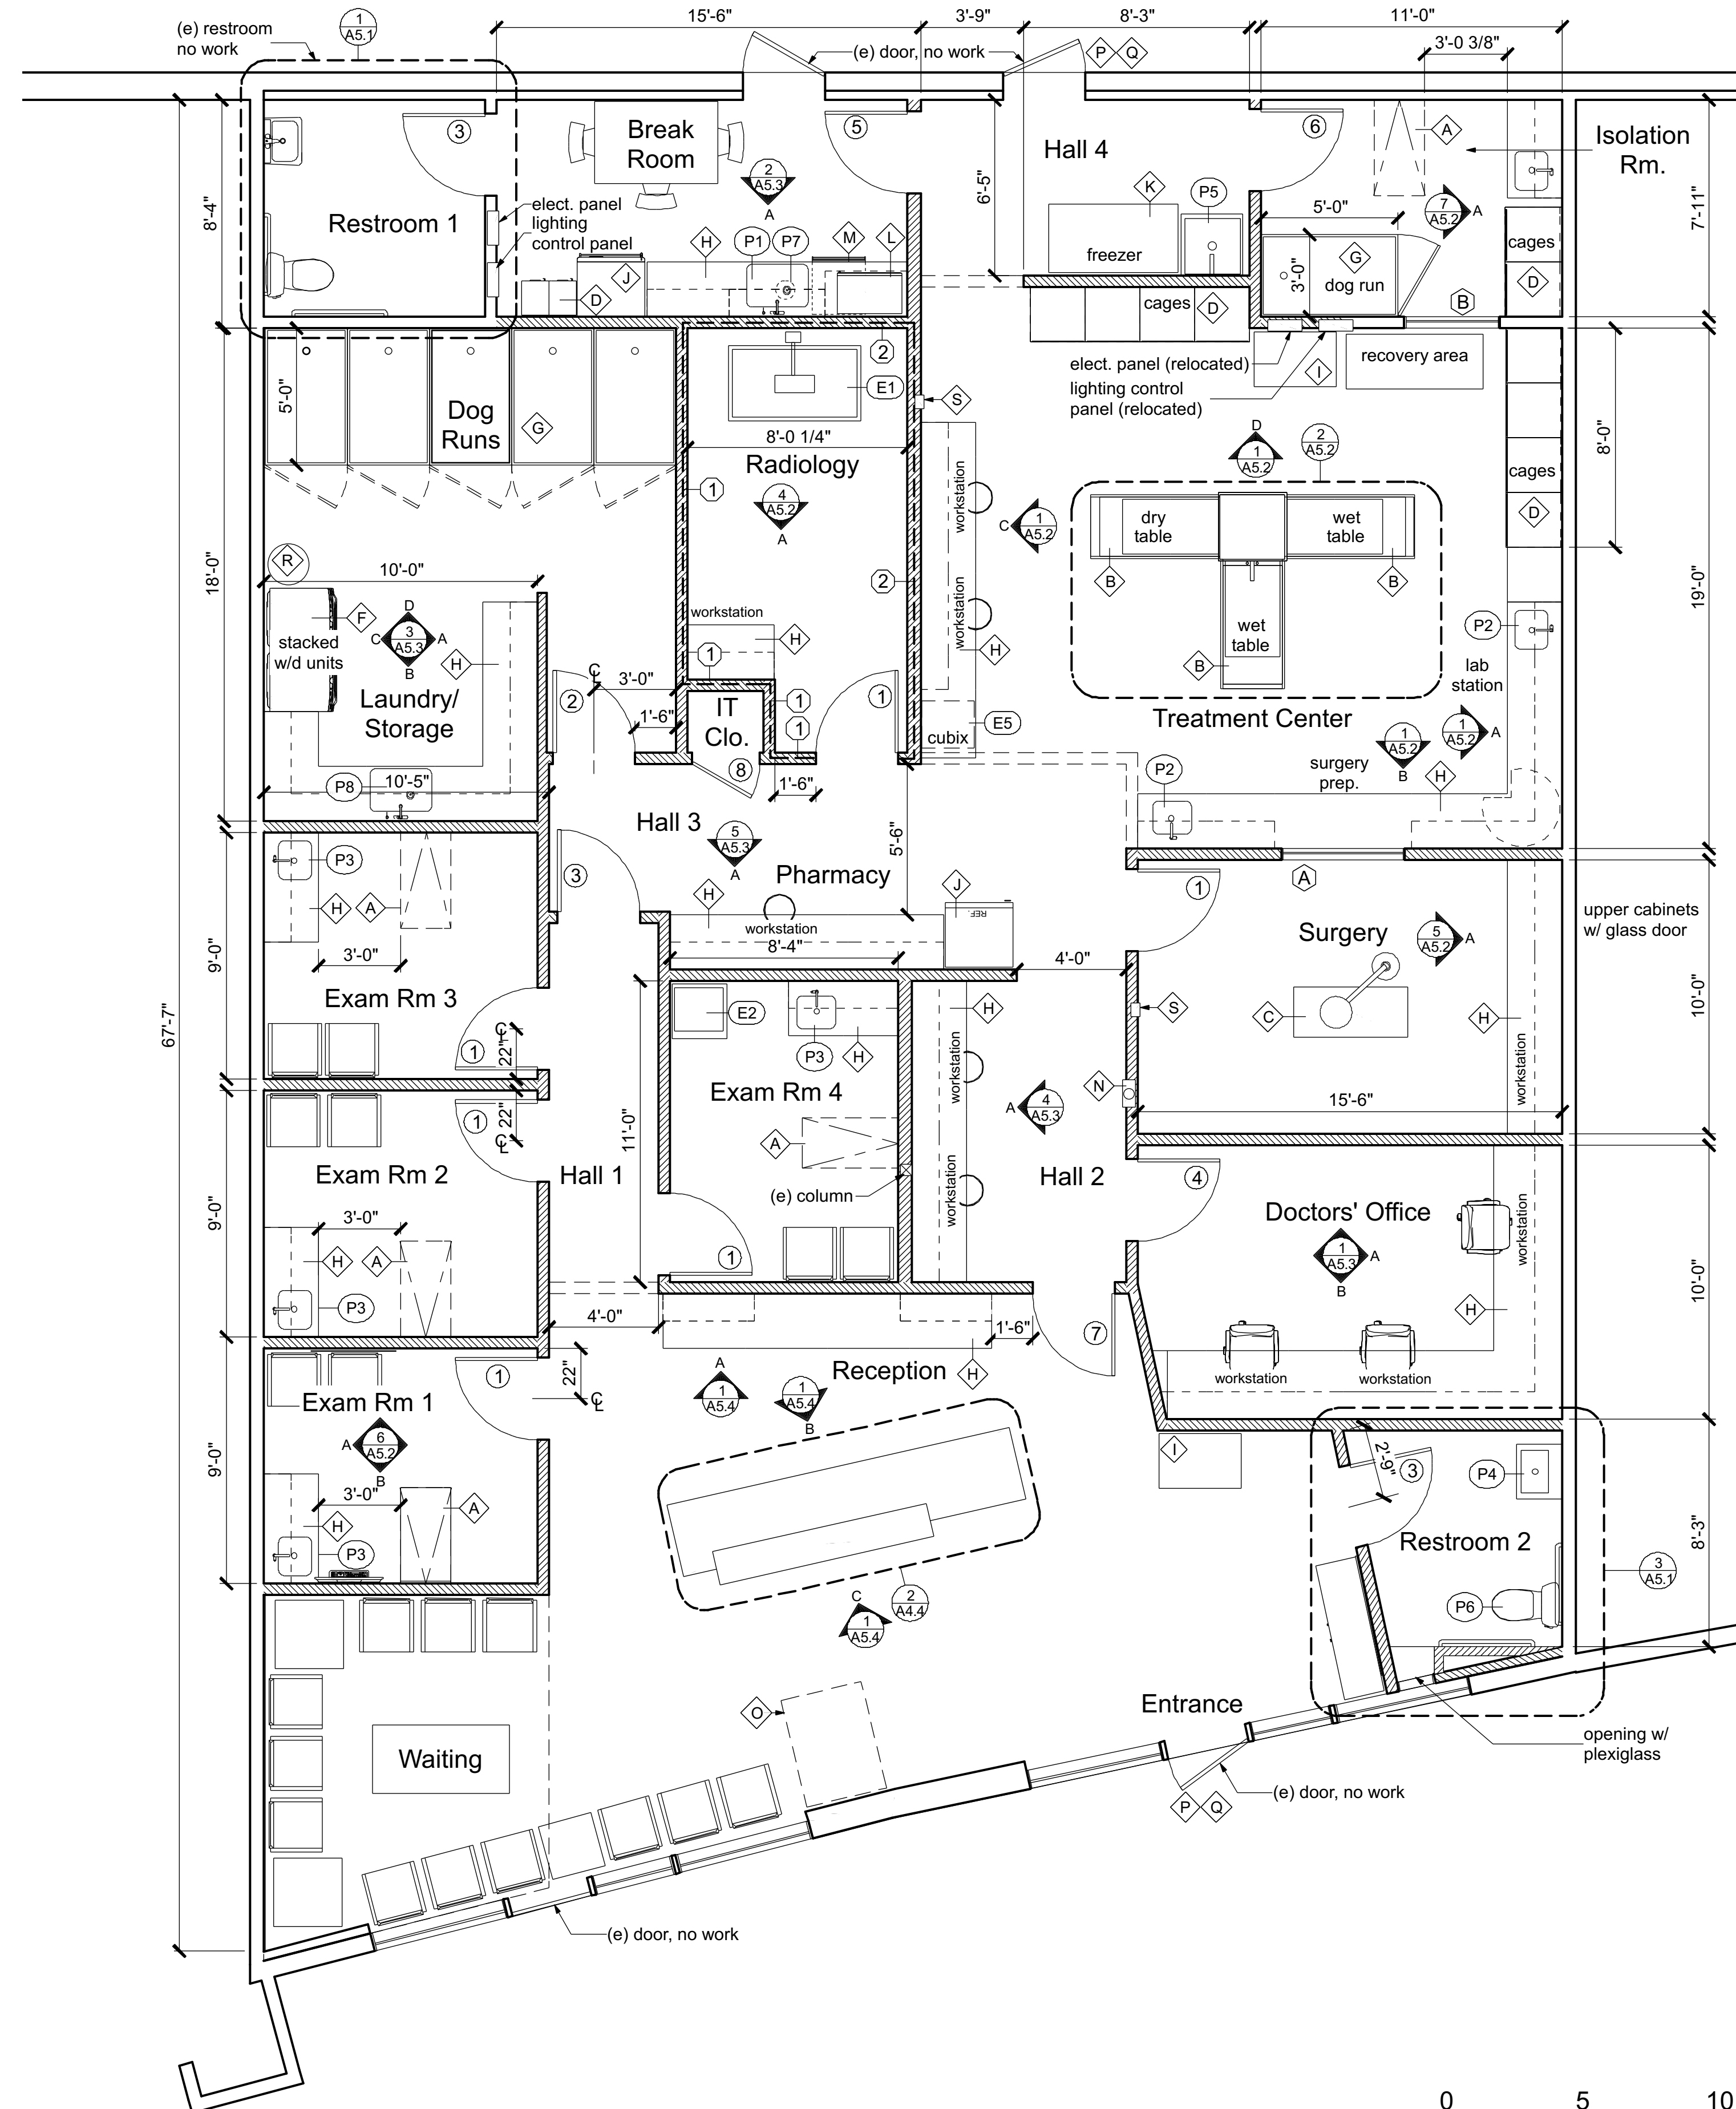 15'-6"
3'-9"
8'-3"
11'-0"
3'-0 3/8"
(e) restroom
no work
1
A5.1
(e) door, no work
P
Q
3
Break
Room
5
Hall 4
6
A
Isolation
Rm.
2
A5.3
A
8'-4"
Restroom 1
elect. panel
lighting
control panel
6'-5"
K
P5
7
A5.2
A
7'-11"
5'-0"
H
P1
P7
M
L
freezer
G
dog run
3'-0"
cages
D
B
J
D
cages
D
2
E1
elect. panel (relocated)
lighting control
panel (relocated)
I
recovery area
5'-0"
Dog
Runs
G
S
8'-0 1/4"
Radiology
8'-0"
cages
D
1
4
A5.2
A
workstation
D
1
A5.2
2
A5.2
C
1
A5.2
dry
table
wet
table
B
B
18'-0"
R
10'-0"
2
19'-0"
F
stacked
w/d units
D
3
A5.3
C
A
B
H
workstation
H
1
workstation
H
wet
table
B
P2
lab
station
Laundry/
Storage
2
CL
3'-0"
1'-6"
IT
Clo.
1
1
1
8
cubix
E5
Treatment Center
1
A5.2
B
1
A5.2
A
P8
10'-5"
1'-6"
P2
surgery
prep.
H
Hall 3
5
A5.3
A
5'-6"
Pharmacy
P3
3
H
J
REF.
A
1
H
A
workstation
8'-4"
4'-0"
Surgery
5
A5.2
A
upper cabinets
w/ glass door
9'-0"
3'-0"
Exam Rm 3
E2
P3
H
H
S
C
H
10'-0"
67'-7"
1
CL
22"
Exam Rm 4
workstation
N
workstation
15'-6"
1
22"
CL
11'-0"
A
A
4
A5.3
Exam Rm 2
Hall 1
(e) column
workstation
Hall 2
4
9'-0"
3'-0"
H
A
P3
1
Doctors' Office
1
A5.3
A
B
workstation
H
10'-0"
4'-0"
1'-6"
7
1
22"
CL
Reception
H
workstation
workstation
Exam Rm 1
A
1
A5.4
1
A5.4
B
A
6
A5.2
B
9'-0"
3'-0"
H
A
P3
I
2'-9"
3
P4
Restroom 2
8'-3"
P6
3
A5.1
2
A4.4
C
1
A5.4
O
Entrance
opening w/
plexiglass
Waiting
P
Q
(e) door, no work
(e) door, no work
0
5
10